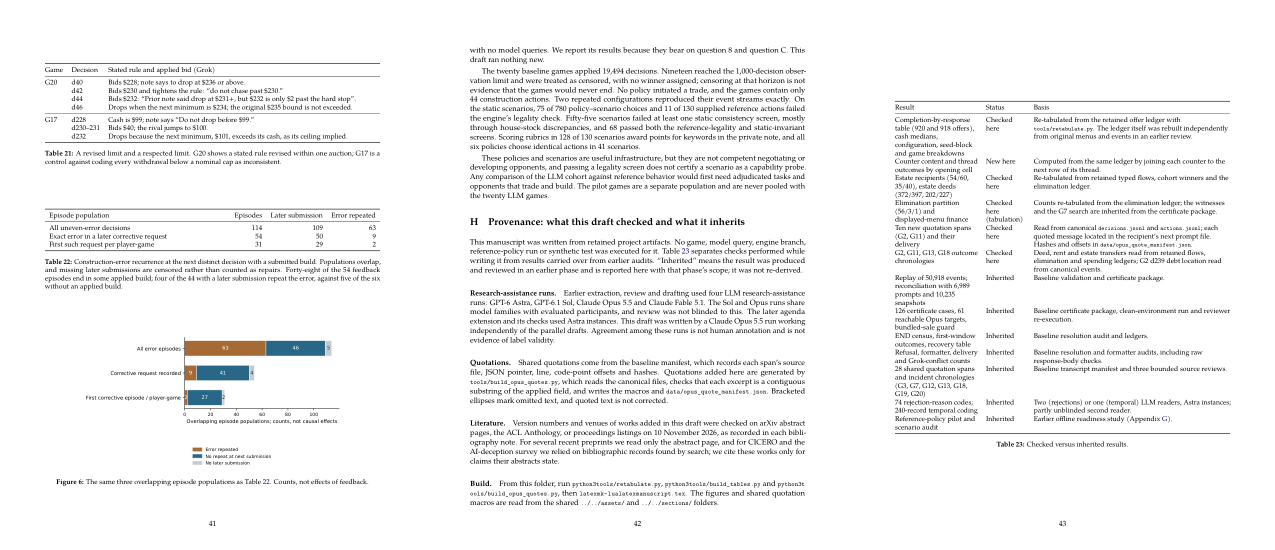 Game Decision Stated rule and applied bid (Grok)
G20 d40 Bids $228; note says to drop at $236 or above.
d42 Bids $230 and tightens the rule: “do not chase past $230.”
d44 Bids $232: “Prior note said drop at $231+, but $232 is only $2 past the hard stop”.
d46 Drops when the next minimum is $234; the original $235 bound is not exceeded.
G17 d228 Cash is $99; note says “Do not drop before $99.”
d230–231 Bids $40; the rival jumps to $100.
d232 Drops because the next minimum, $101, exceeds its cash, as its ceiling implied.
Table 21: A revised limit and a respected limit. G20 shows a stated rule revised within one auction; G17 is a
control against coding every withdrawal below a nominal cap as inconsistent.
Episode population Episodes Later submission Error repeated
All uneven-error decisions 114 109 63
Exact error in a later corrective request 54 50 9
First such request per player-game 31 29 2
Table 22: Construction-error recurrence at the next distinct decision with a submitted build. Populations overlap,
and missing later submissions are censored rather than counted as repairs. Forty-eight of the 54 feedback
episodes end in some applied build; four of the 44 with a later submission repeat the error, against five of the six
without an applied build.
All error episodes 63 46 5
Corrective request recorded 9 41 4
First corrective episode / player-game 27 2
0 20 40 60 80 100
Overlapping episode populations; counts, not causal effects
Error repeated
No repeat at next submission
No later submission
Figure 6: The same three overlapping episode populations as Table 22. Counts, not effects of feedback.
41
with no model queries. We report its results because they bear on question 8 and question C. This
draft ran nothing new.
The twenty baseline games applied 19,494 decisions. Nineteen reached the 1,000-decision obser-
vation limit and were treated as censored, with no winner assigned; censoring at that horizon is not
evidence that the games would never end. No policy initiated a trade, and the games contain only
44 construction actions. Two repeated configurations reproduced their event streams exactly. On
the static scenarios, 75 of 780 policy–scenario choices and 11 of 130 supplied reference actions failed
the engine’s legality check. Fifty-five scenarios failed at least one static consistency screen, mostly
through house-stock discrepancies, and 68 passed both the reference-legality and static-invariant
screens. Scoring rubrics in 128 of 130 scenarios award points for keywords in the private note, and all
six policies choose identical actions in 41 scenarios.
These policies and scenarios are useful infrastructure, but they are not competent negotiating or
developing opponents, and passing a legality screen does not certify a scenario as a capability probe.
Any comparison of the LLM cohort against reference behavior would first need adjudicated tasks and
opponents that trade and build. The pilot games are a separate population and are never pooled with
the twenty LLM games.
H Provenance: what this draft checked and what it inherits
This manuscript was written from retained project artifacts. No game, model query, engine branch,
reference-policy run or synthetic test was executed for it. Table 23 separates checks performed while
writing it from results carried over from earlier audits. “Inherited” means the result was produced
and reviewed in an earlier phase and is reported here with that phase’s scope; it was not re-derived.
Research-assistance runs. Earlier extraction, review and drafting used four LLM research-assistance
runs: GPT-6 Astra, GPT-6.1 Sol, Claude Opus 5.5 and Claude Fable 5.1. The Sol and Opus runs share
model families with evaluated participants, and review was not blinded to this. The later agenda
extension and its checks used Astra instances. This draft was written by a Claude Opus 5.5 run working
independently of the parallel drafts. Agreement among these runs is not human annotation and is not
evidence of label validity.
Quotations. Shared quotations come from the baseline manifest, which records each span’s source
file, JSON pointer, line, code-point offsets and hashes. Quotations added here are generated by
tools/build_opus_quotes.py, which reads the canonical files, checks that each excerpt is a contiguous
substring of the applied field, and writes the macros and data/opus_quote_manifest.json. Bracketed
ellipses mark omitted text, and quoted text is not corrected.
Literature. Version numbers and venues of works added in this draft were checked on arXiv abstract
pages, the ACL Anthology, or proceedings listings on 10 November 2026, as recorded in each bibli-
ography note. For several recent preprints we read only the abstract page, and for CICERO and the
AI-deception survey we relied on bibliographic records found by search; we cite these works only for
claims their abstracts state.
Build. From this folder, run python3tools/retabulate.py, python3tools/build_tables.py and python3t
ools/build_opus_quotes.py, then latexmk-lualatexmanuscript.tex. The figures and shared quotation
macros are read from the shared ../../assets/ and ../../sections/ folders.
42
Result Status Basis
Completion-by-response Checked Re-tabulated from the retained offer ledger with
table (920 and 918 offers), here tools/retabulate.py. The ledger itself was rebuilt independently
cash medians, from original menus and events in an earlier review.
configuration, seed-block
and game breakdowns
Counter content and thread New here Computed from the same ledger by joining each counter to the
outcomes by opening cell next row of its thread.
Estate recipients (54/60, Checked Re-tabulated from retained typed flows, cohort winners and the
35/40), estate deeds here elimination ledger.
(372/397, 202/227)
Elimination partition Checked Counts re-tabulated from the elimination ledger; the witnesses
(56/3/1) and here and the G7 search are inherited from the certificate package.
displayed-menu finance (tabulation)
Ten new quotation spans Checked Read from canonical decisions.jsonl and actions.jsonl; each
(G2, G11) and their here quoted message located in the recipient’s next prompt file.
delivery Hashes and offsets in data/opus_quote_manifest.json.
G2, G11, G13, G18 outcome Checked Deed, rent and estate transfers read from retained flows,
chronologies here elimination and spending ledgers; G2 d239 debt location read
from canonical events.
Replay of 50,918 events; Inherited Baseline validation and certificate package.
reconciliation with 6,989
prompts and 10,235
snapshots
126 certificate cases, 61 Inherited Baseline certificate package, clean-environment run and reviewer
reachable Opus targets, re-execution.
bundled-sale guard
END census, first-window Inherited Baseline resolution audit and ledgers.
outcomes, recovery table
Refusal, formatter, delivery Inherited Baseline resolution and formatter audits, including raw
and Grok-conflict counts response-body checks.
28 shared quotation spans Inherited Baseline transcript manifest and three bounded source reviews.
and incident chronologies
(G3, G7, G12, G13, G18,
G19, G20)
74 rejection-reason codes; Inherited Two (rejections) or one (temporal) LLM readers, Astra instances;
240-record temporal coding partly unblinded second reader.
Reference-policy pilot and Inherited Earlier offline readiness study (Appendix G).
scenario audit
Table 23: Checked versus inherited results.
43